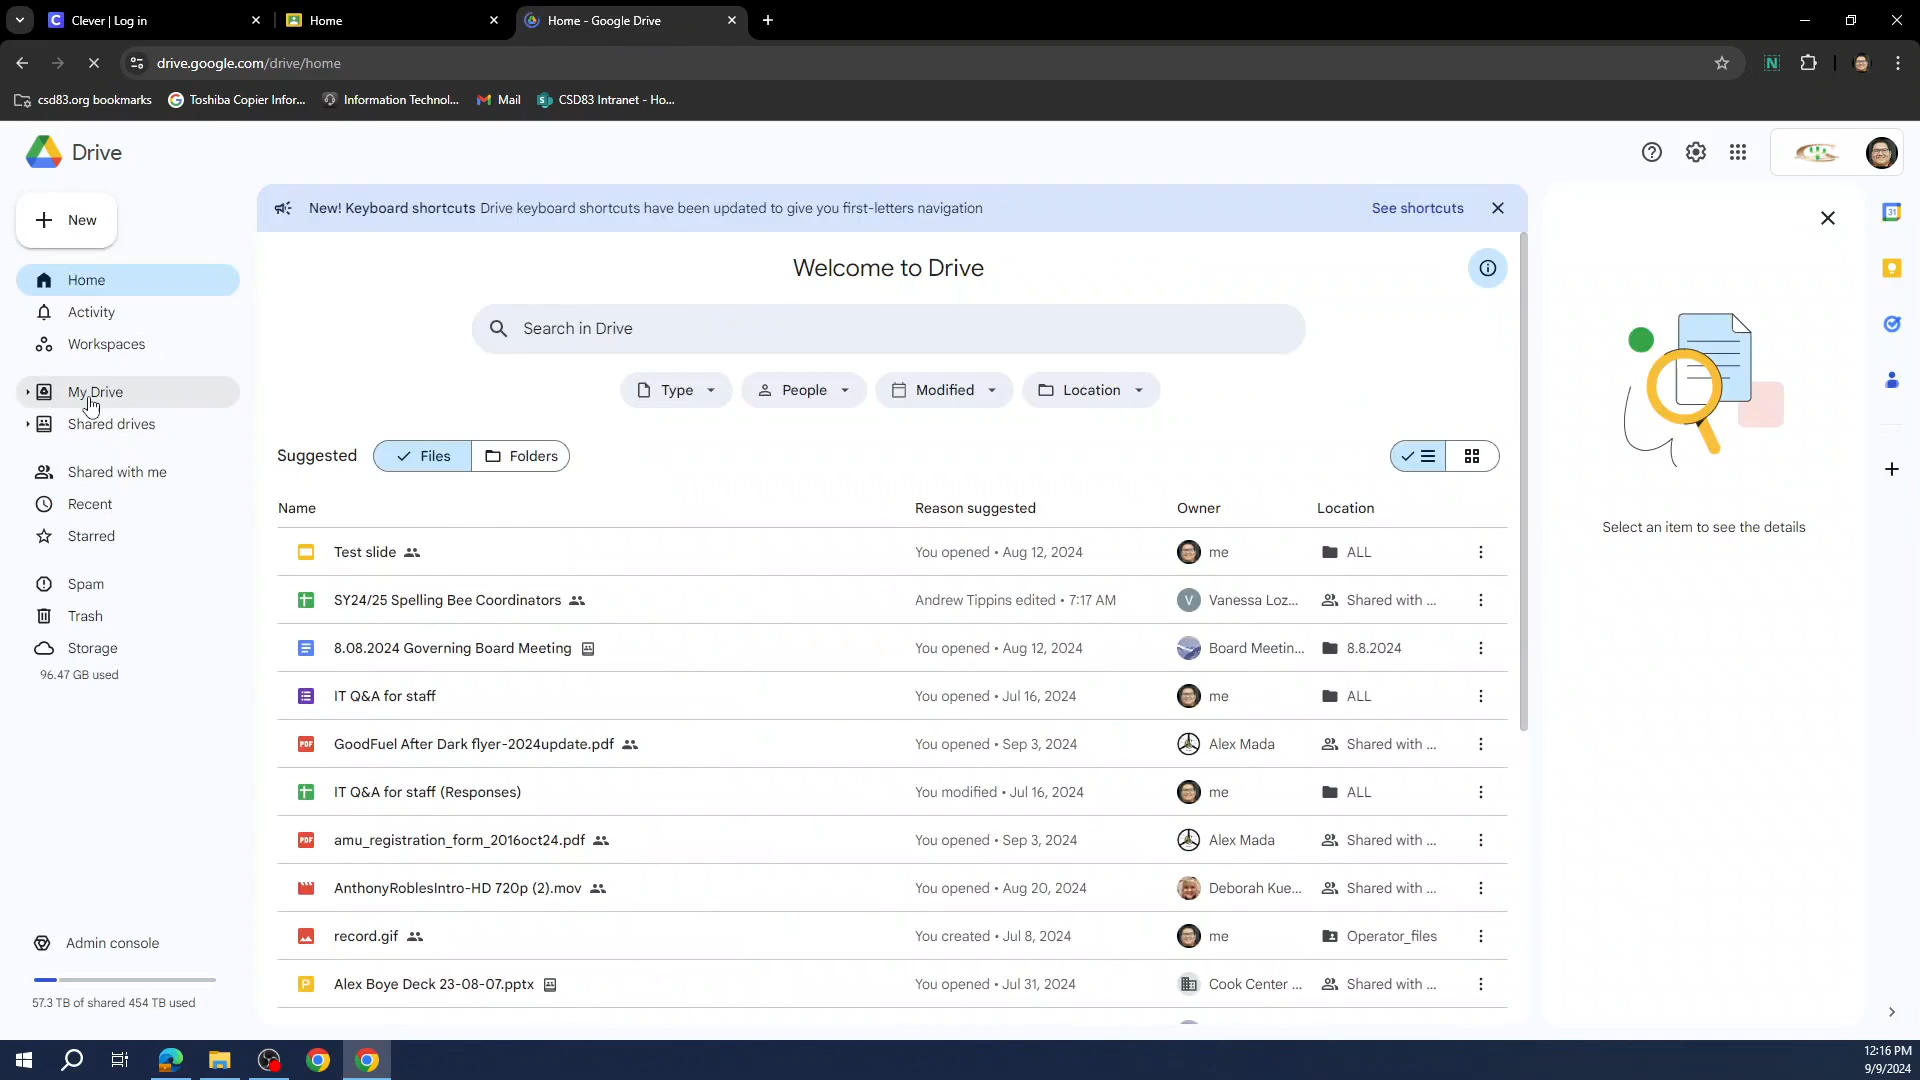 Clever | Log in
Home
Home - Google Drive
drive.google.com/drive/home
csd83.org bookmarks
Toshiba Copier Infor...
Information Technol...
Mail
CSD83 Intranet - Ho...
Drive
New
Home
Activity
Workspaces
My Drive
Shared drives
Shared with me
Recent
Starred
Spam
Trash
Storage
96.47 GB used
Admin console
57.3 TB of shared 454 TB used
New! Keyboard shortcuts Drive keyboard shortcuts have been updated to give you first-letters navigation
See shortcuts
Welcome to Drive
Search in Drive
Type
People
Modified
Location
Suggested
Files
Folders
Name Reason suggested Owner Location
Test slide You opened • Aug 12, 2024 me ALL
SY24/25 Spelling Bee Coordinators Andrew Tippins edited • 7:17 AM V Vanessa Loz... Shared with ...
8.08.2024 Governing Board Meeting You opened • Aug 12, 2024 Board Meetin... 8.8.2024
IT Q&A for staff You opened • Jul 16, 2024 me ALL
PDF GoodFuel After Dark flyer-2024update.pdf You opened • Sep 3, 2024 Alex Mada Shared with ...
IT Q&A for staff (Responses) You modified • Jul 16, 2024 me ALL
PDF amu_registration_form_2016oct24.pdf You opened • Sep 3, 2024 Alex Mada Shared with ...
AnthonyRoblesIntro-HD 720p (2).mov You opened • Aug 20, 2024 Deborah Kue... Shared with ...
record.gif You created • Jul 8, 2024 me Operator_files
P Alex Boye Deck 23-08-07.pptx You opened • Jul 31, 2024 Cook Center ... Shared with ...
Select an item to see the details
31
12:16 PM
9/9/2024